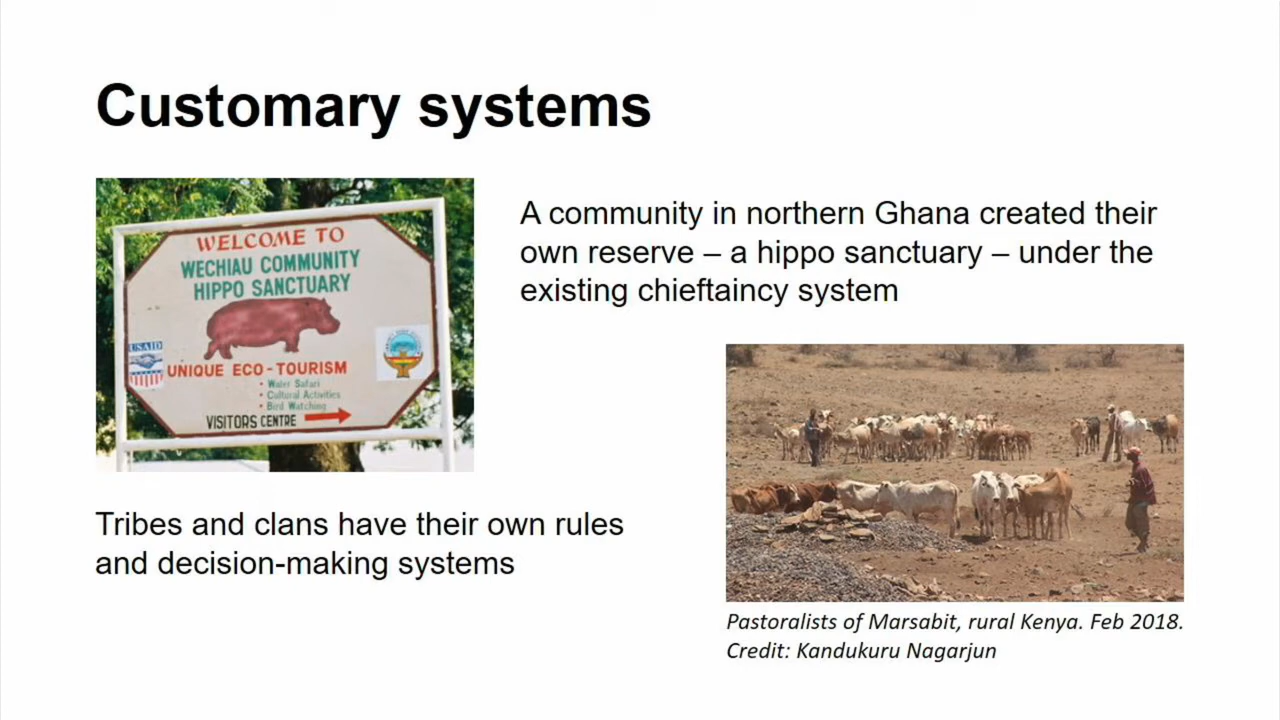 Customary systems
WELCOME TO
WECHIAU COMMUNITY
HIPPO SANCTUARY
USAID
UNIQUE ECO-TOURISM
• Water Safari
• Cultural Activities
• Bird Watching
VISITORS CENTRE
A community in northern Ghana created their
own reserve – a hippo sanctuary – under the
existing chieftaincy system
Tribes and clans have their own rules
and decision-making systems
Pastoralists of Marsabit, rural Kenya. Feb 2018.
Credit: Kandukuru Nagarjun